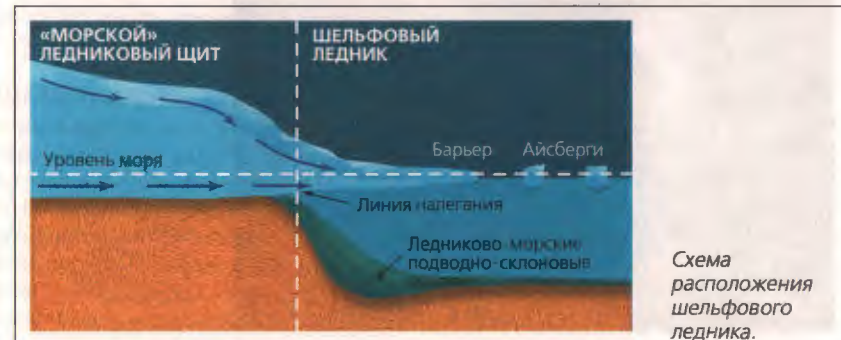 «МОРСКОЙ»
ЛЕДНИКОВЫЙ ЩИТ
ШЕЛЬФОВЫЙ
ЛЕДНИК
Барьер
Айсберги
Уровень моря
Линия налегания
Ледниково-морские
подводно-склоновые
Схема
расположения
шельфового
ледника.